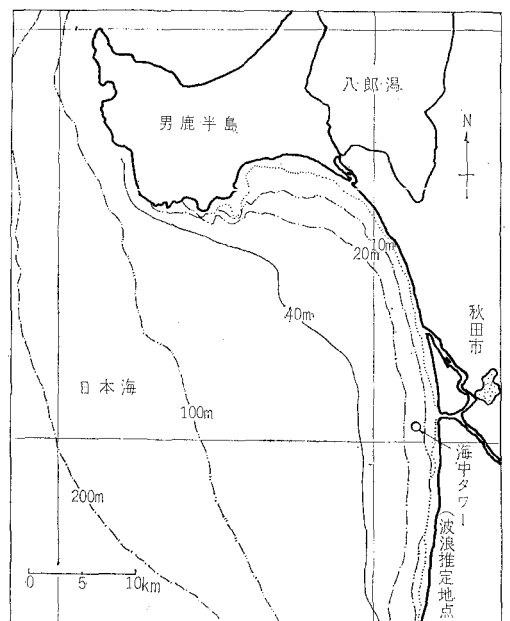 八郎潟
男鹿半島
N
10m
20m
40m
秋田市
日本海
100m
海中タワー
(波浪推定地点
200m
0 5 10km